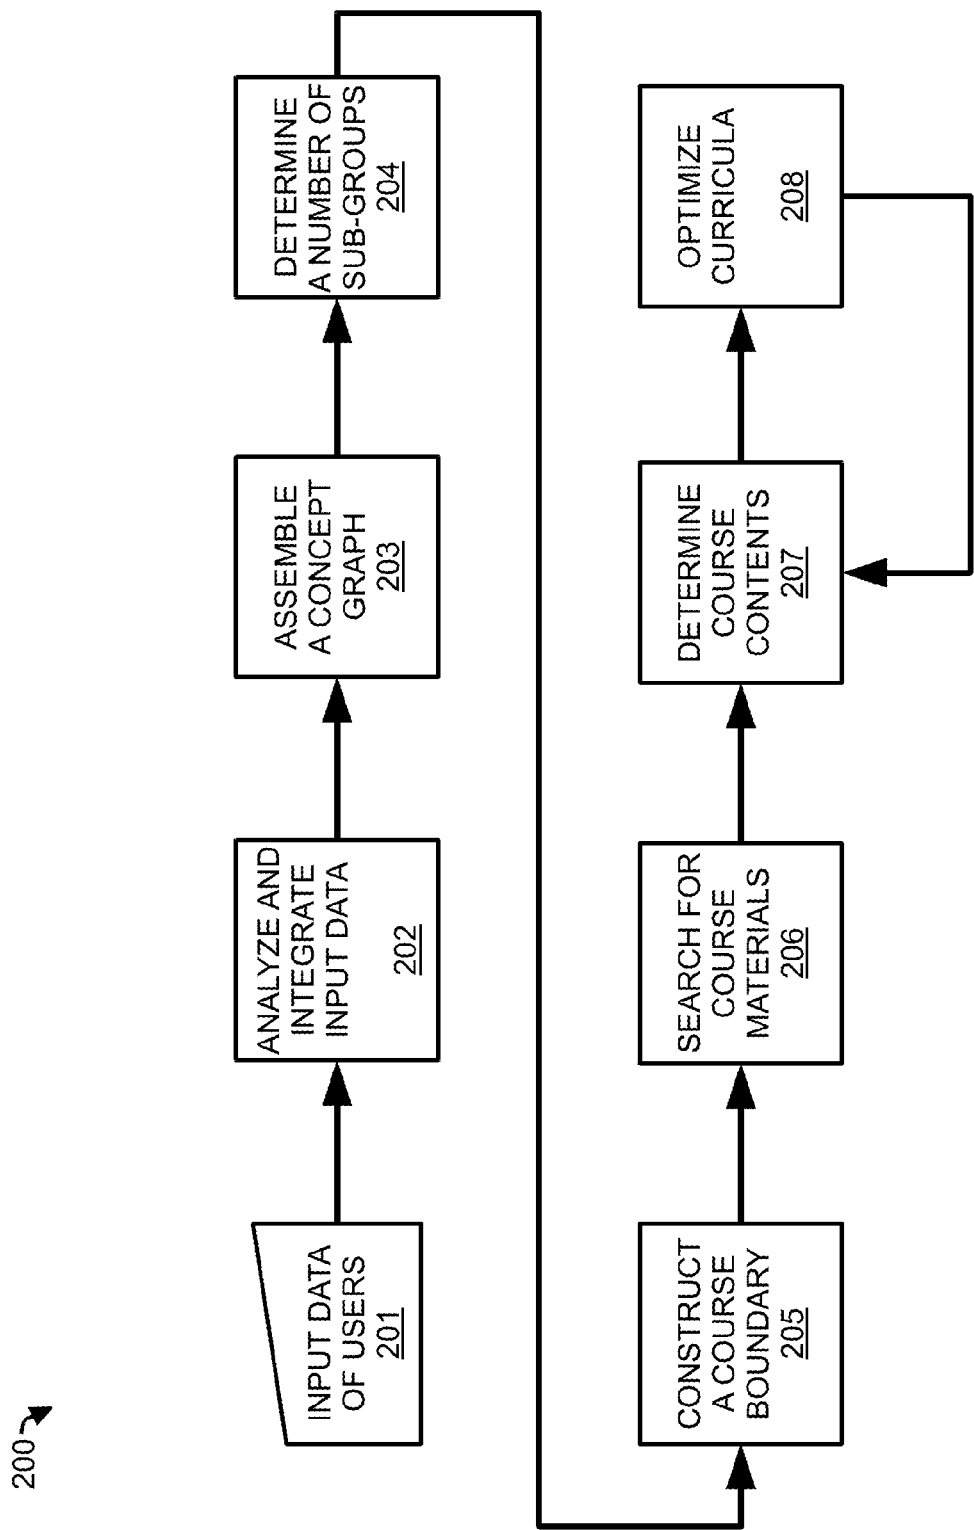 200
INPUT DATA
OF USERS
201
ANALYZE AND
INTEGRATE
INPUT DATA
202
ASSEMBLE
A CONCEPT
GRAPH
203
DETERMINE
A NUMBER OF
SUB-GROUPS
204
CONSTRUCT
A COURSE
BOUNDARY
205
SEARCH FOR
COURSE
MATERIALS
206
DETERMINE
COURSE
CONTENTS
207
OPTIMIZE
CURRICULA
208